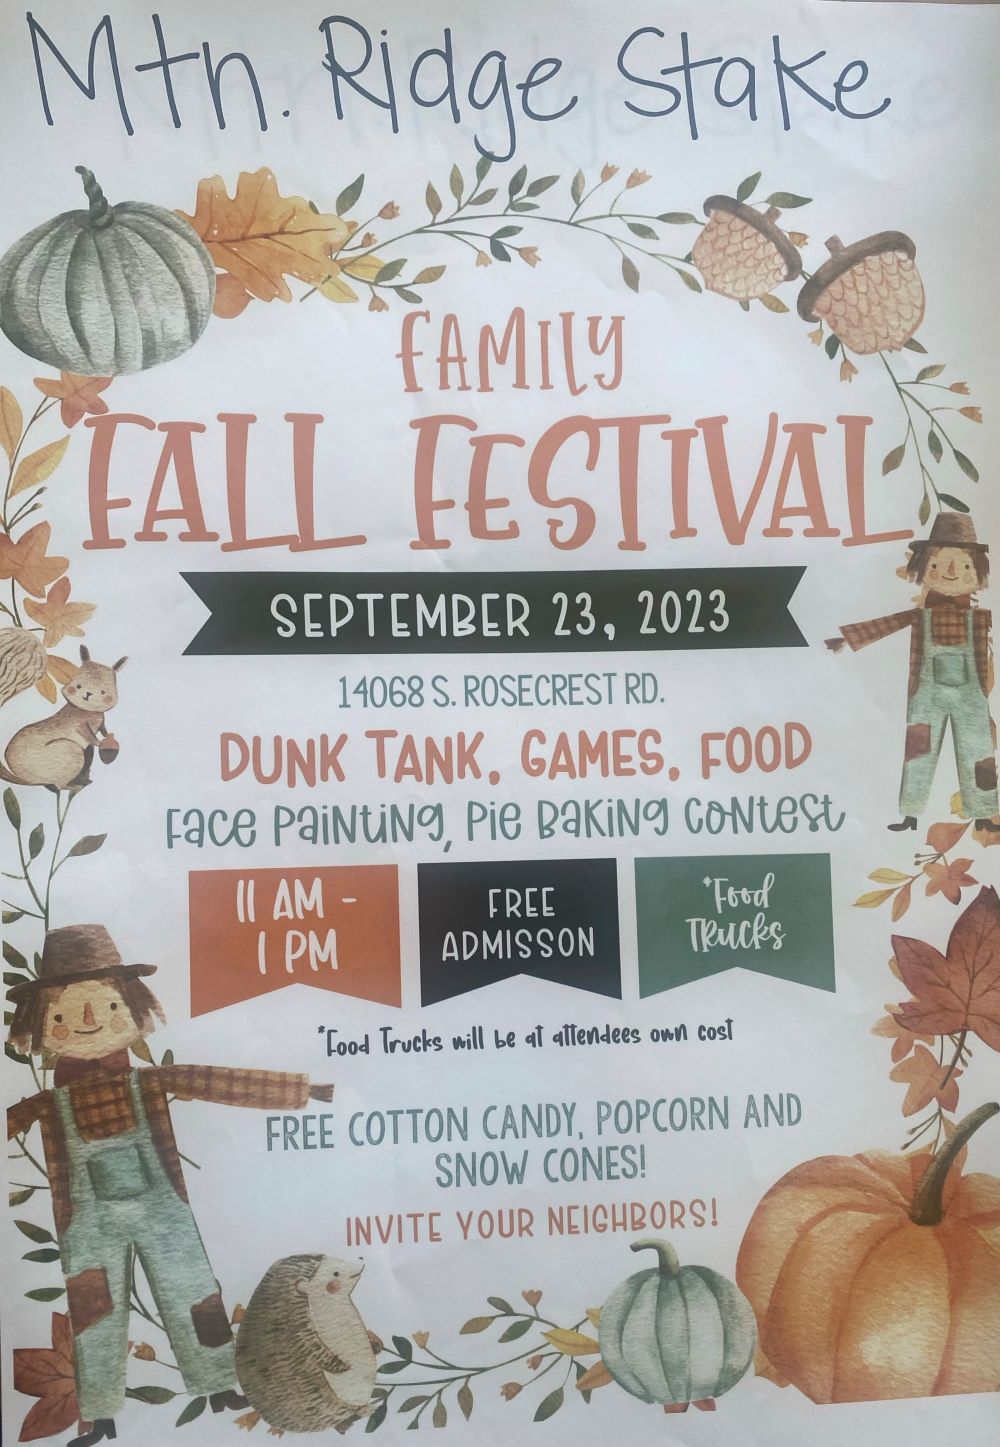 Mtn. Ridge Stake
FAMILY
FALL FESTIVAL
SEPTEMBER 23, 2023
14068 S. ROSECREST RD.
DUNK TANK, GAMES, FOOD
Face Painting, Pie Baking Contest
11 AM -
1 PM
FREE
ADMISSON
*Food
Trucks
*Food Trucks will be at attendees own cost
FREE COTTON CANDY, POPCORN AND
SNOW CONES!
INVITE YOUR NEIGHBORS!